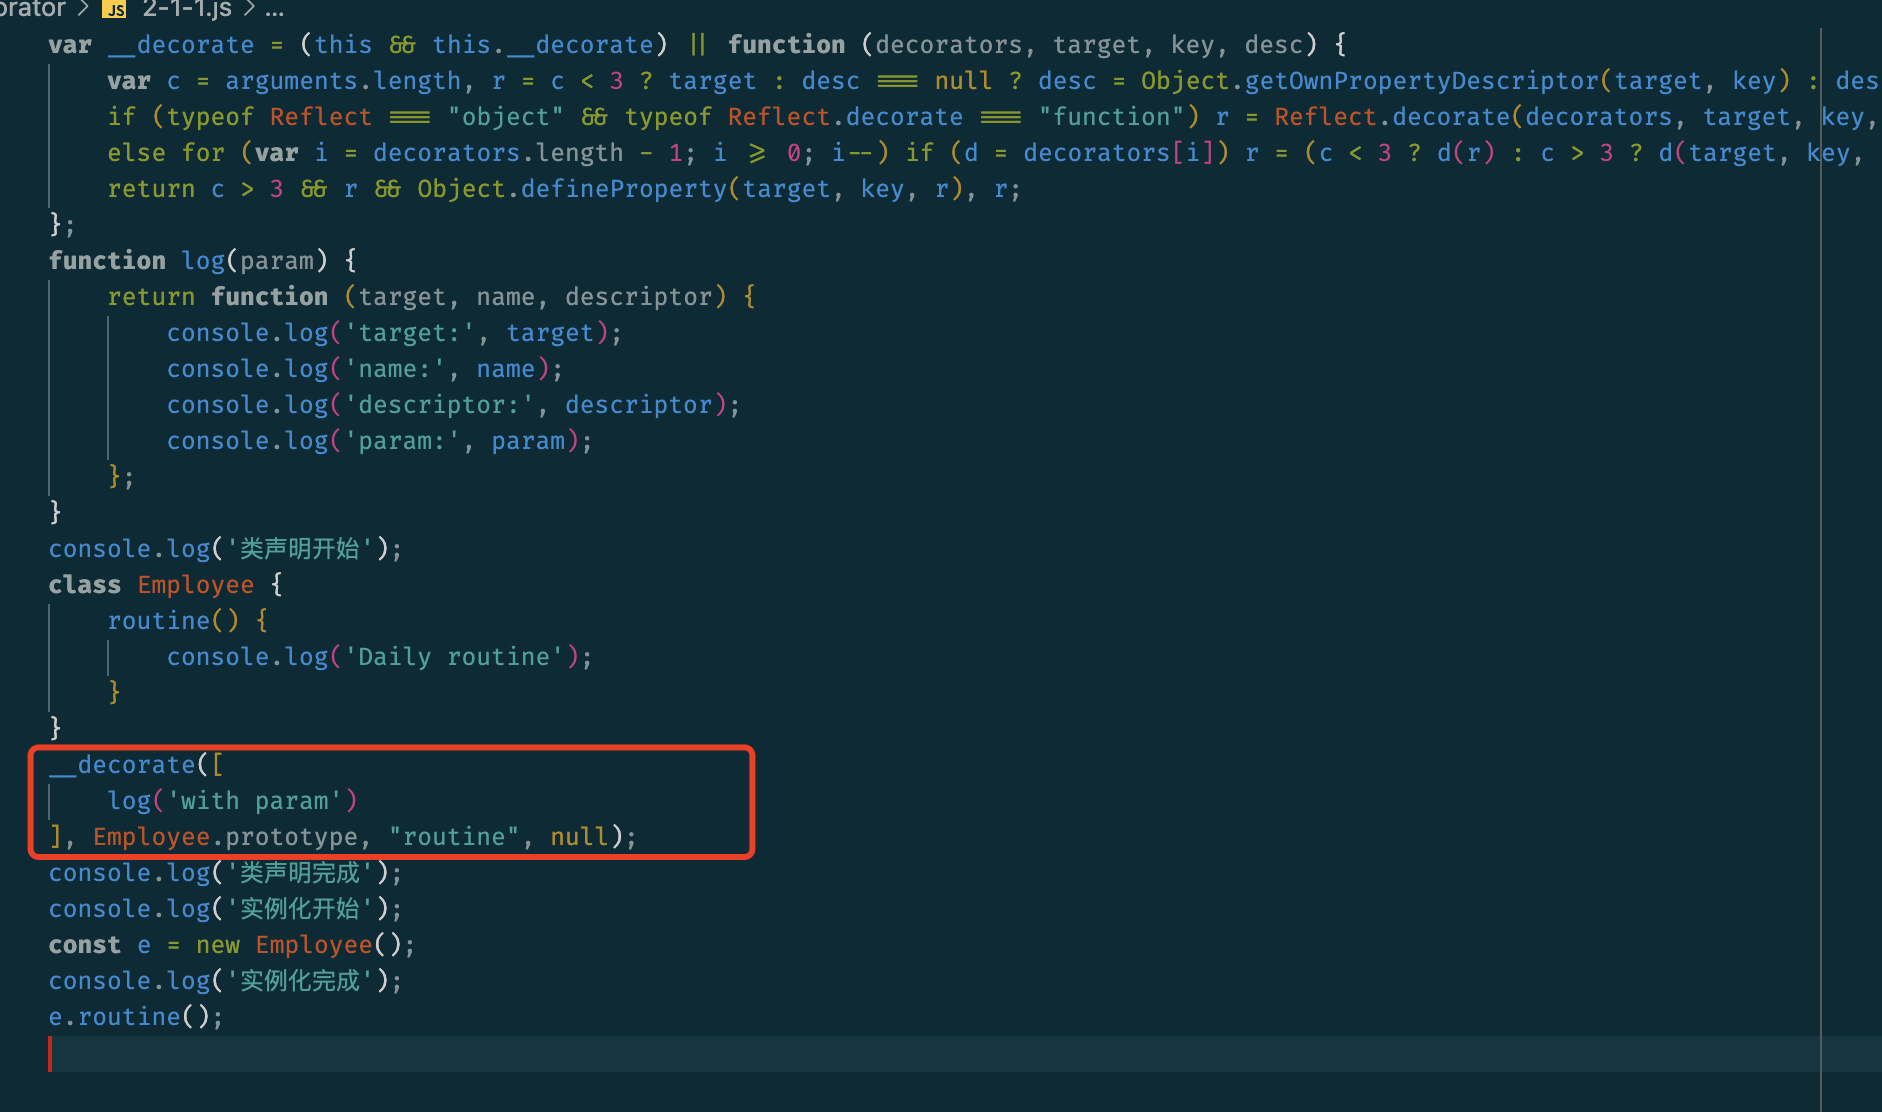 orator > JS 2-1-1.js > ...
var __decorate = (this && this.__decorate) || function (decorators, target, key, desc) {
    var c = arguments.length, r = c < 3 ? target : desc === null ? desc = Object.getOwnPropertyDescriptor(target, key) : des
    if (typeof Reflect === "object" && typeof Reflect.decorate === "function") r = Reflect.decorate(decorators, target, key,
    else for (var i = decorators.length - 1; i >= 0; i--) if (d = decorators[i]) r = (c < 3 ? d(r) : c > 3 ? d(target, key,
    return c > 3 && r && Object.defineProperty(target, key, r), r;
};
function log(param) {
    return function (target, name, descriptor) {
        console.log('target:', target);
        console.log('name:', name);
        console.log('descriptor:', descriptor);
        console.log('param:', param);
    };
}
console.log('类声明开始');
class Employee {
    routine() {
        console.log('Daily routine');
    }
}
__decorate([
    log('with param')
], Employee.prototype, "routine", null);
console.log('类声明完成');
console.log('实例化开始');
const e = new Employee();
console.log('实例化完成');
e.routine();